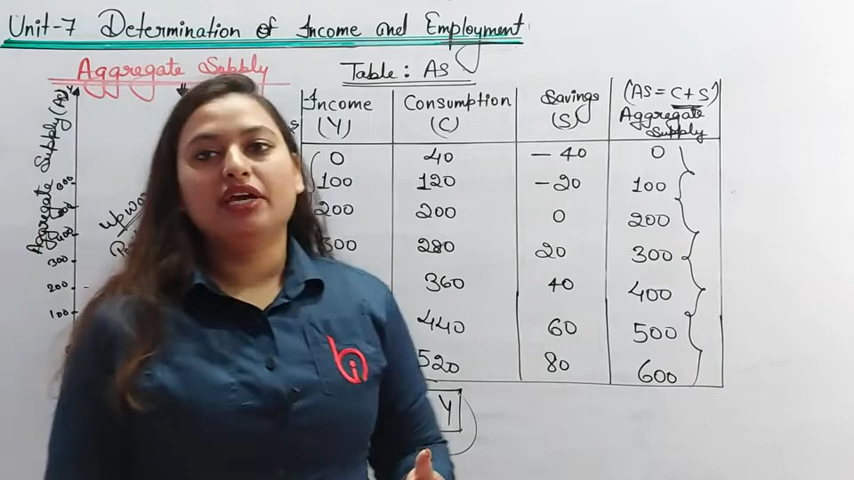 Unit-7 Determination of Income and Employment
Aggregate Supply
Table: AS
Income (Y) Consumption (C) Savings (S) (AS = C+S) Aggregate Supply
0 40 -40 0
100 120 -20 100
200 200 0 200
300 280 20 300
360 40 400
440 60 500
520 80 600
Y
Aggregate Supply (AS)
300
200
100